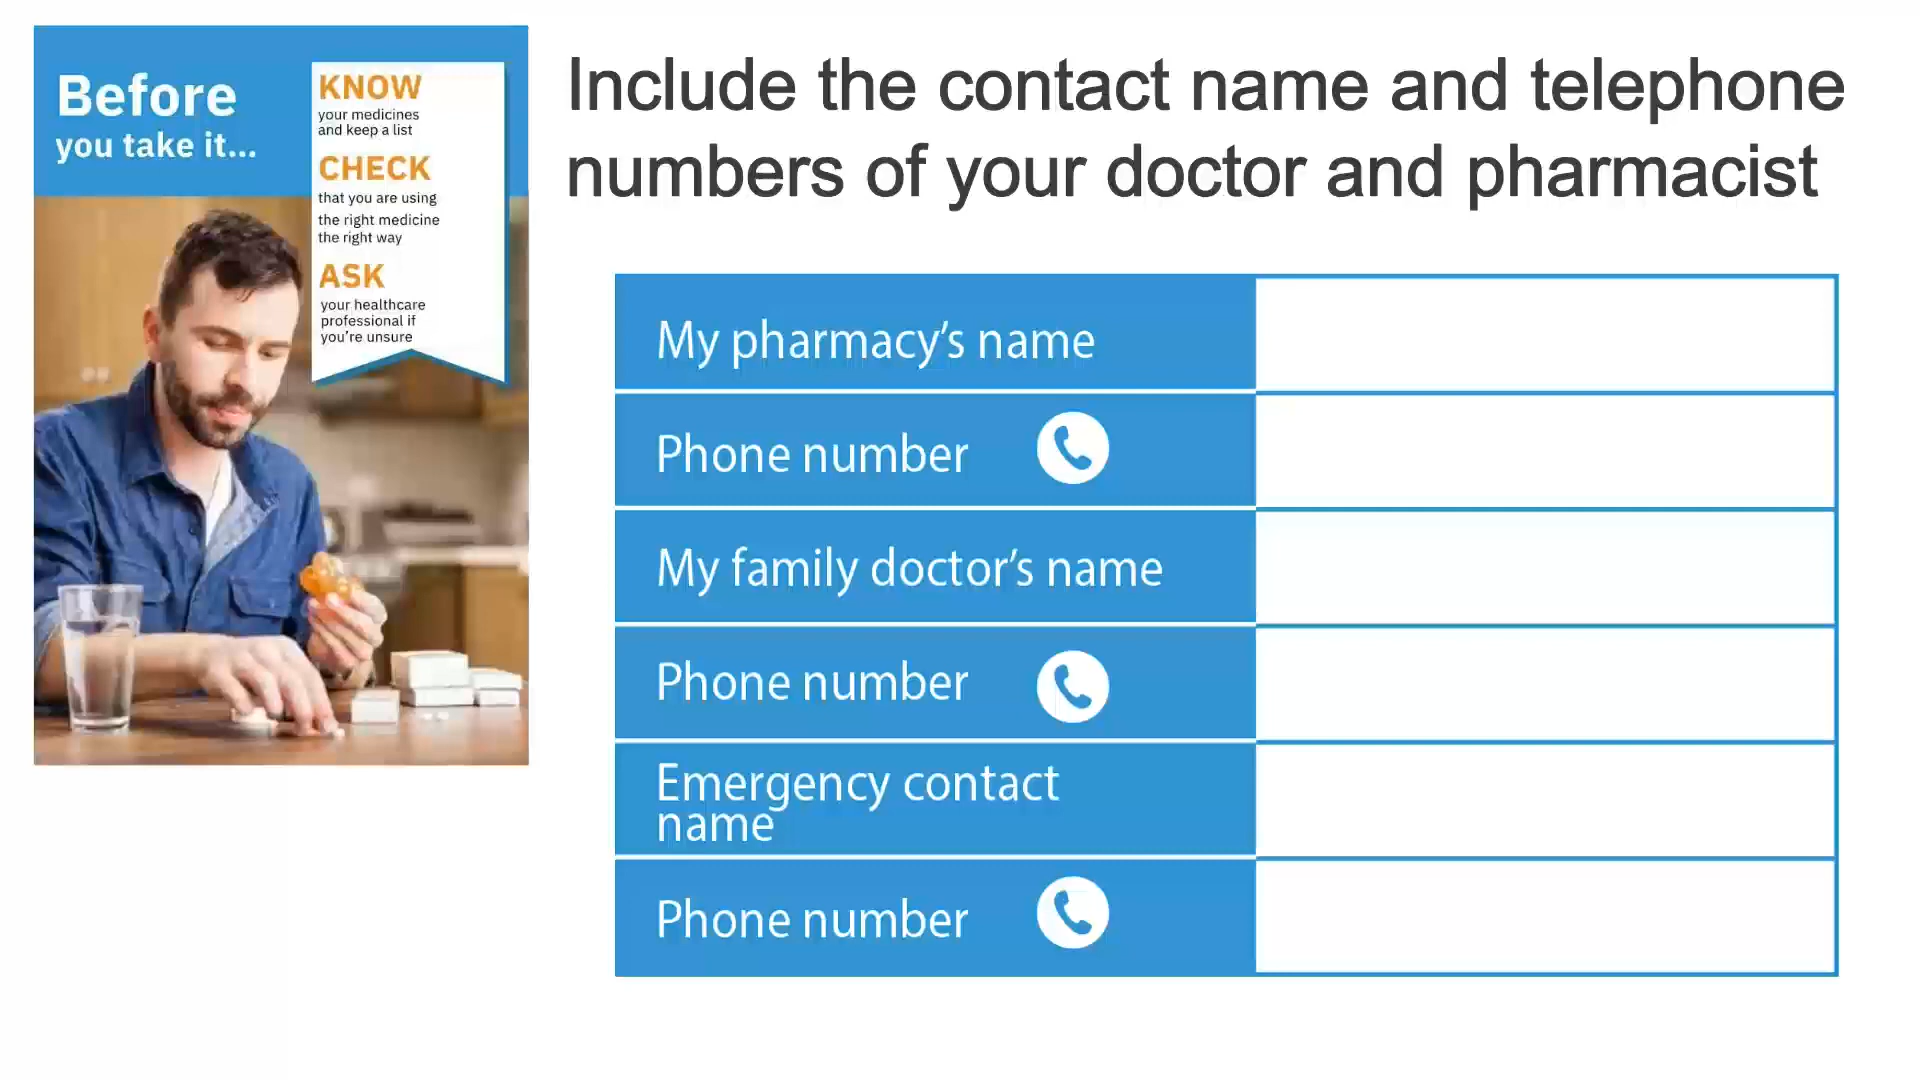 Before
you take it...
KNOW
your medicines
and keep a list
CHECK
that you are using
the right medicine
the right way
ASK
your healthcare
professional if
you're unsure
Include the contact name and telephone
numbers of your doctor and pharmacist
My pharmacy's name
Phone number
My family doctor's name
Phone number
Emergency contact
name
Phone number